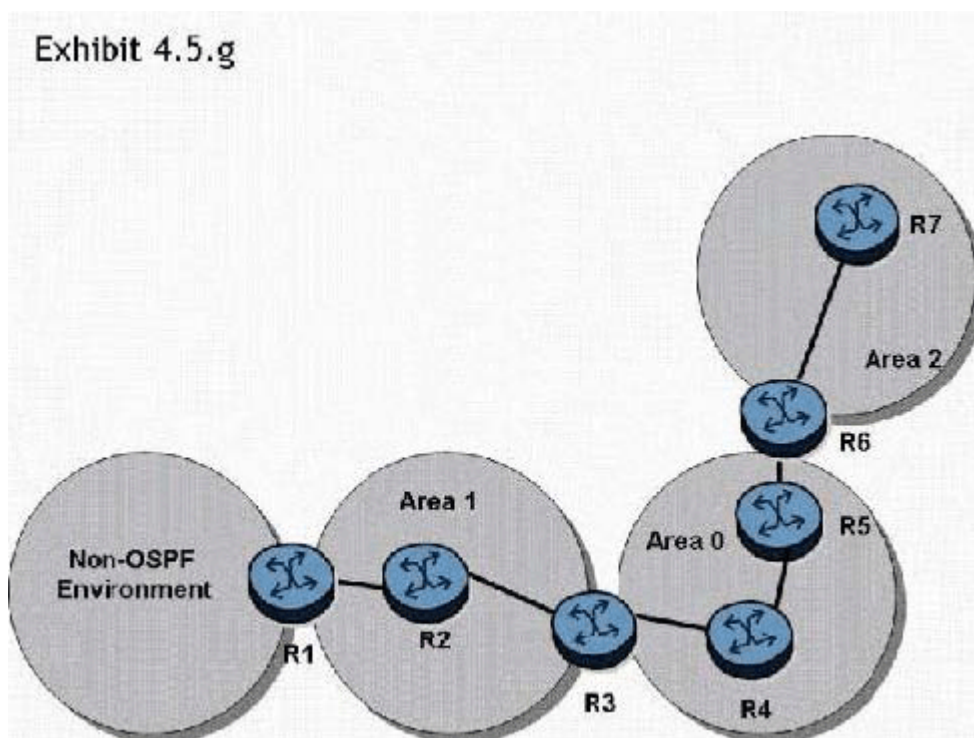 Exhibit 4.5.g
R7
Area 2
R6
Area 1
R5
Area 0
Non-OSPF
Environment
R2
R1
R3
R4